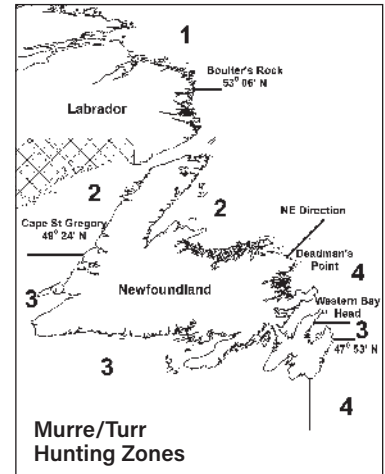 1
Boulter's Rock
53° 06' N
Labrador
2
2
Cape St Gregory
49° 24' N
NE Direction
Deadman's
Point
4
3
Newfoundland
Western Bay
Head
3
47° 53' N
3
4
Murre/Turr
Hunting Zones